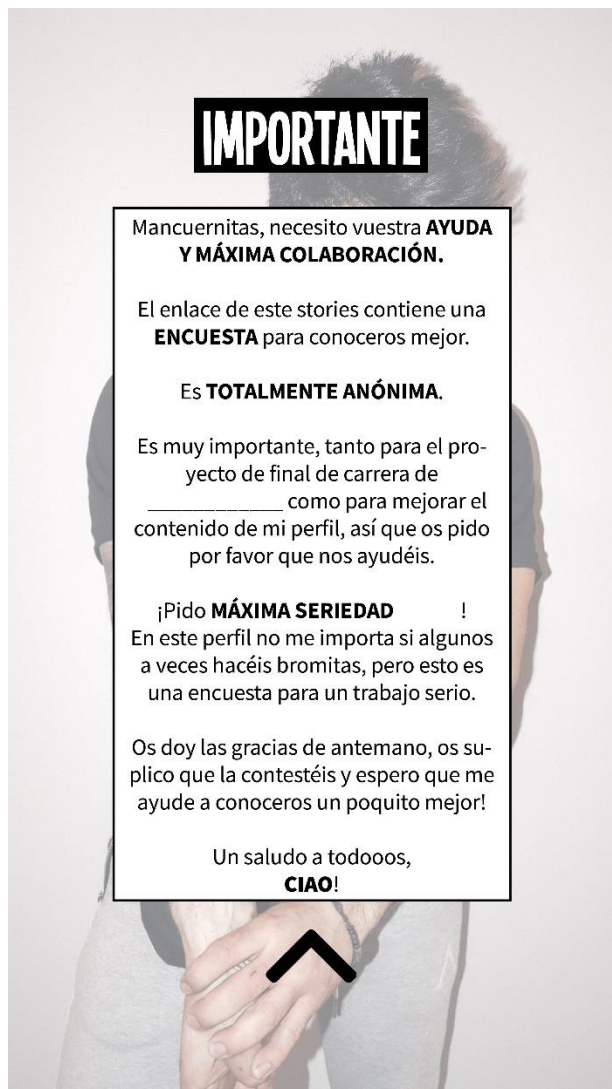 IMPORTANTE
Mancuernitas, necesito vuestra AYUDA
Y MÁXIMA COLABORACIÓN.
El enlace de este stories contiene una
ENCUESTA para conoceros mejor.
Es TOTALMENTE ANÓNIMA.
Es muy importante, tanto para el pro-
yecto de final de carrera de
____________ como para mejorar el
contenido de mi perfil, así que os pido
por favor que nos ayudéis.
¡Pido MÁXIMA SERIEDAD !
En este perfil no me importa si algunos
a veces hacéis bromitas, pero esto es
una encuesta para un trabajo serio.
Os doy las gracias de antemano, os su-
plico que la contestéis y espero que me
ayude a conoceros un poquito mejor!
Un saludo a todooos,
CIAO!